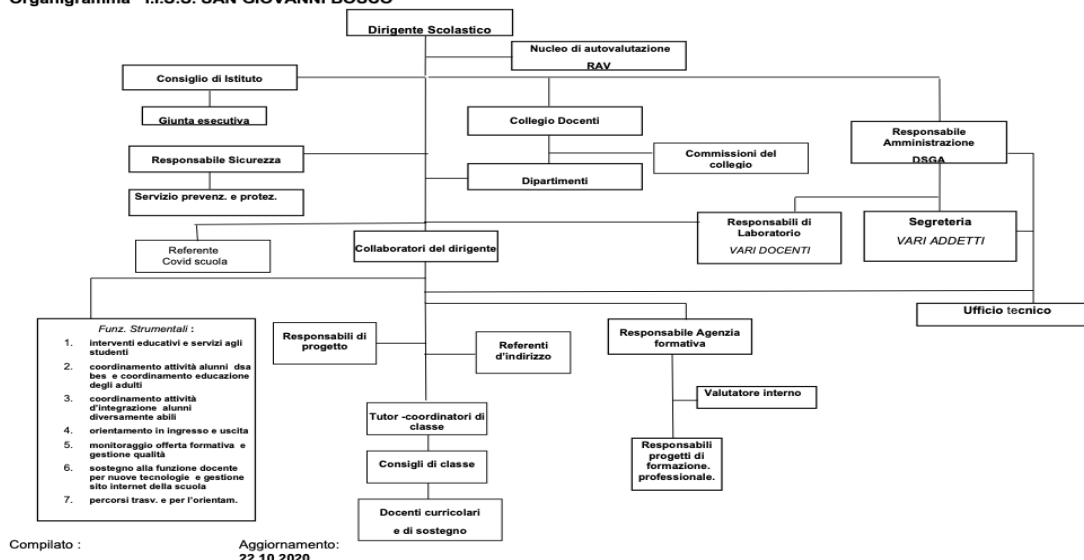 Organigramma I.I.S.S. SAN GIOVANNI BOSCO
Dirigente Scolastico
Nucleo di autovalutazione
RAV
Consiglio di Istituto
Giunta esecutiva
Collegio Docenti
Responsabile
Amministrazione
DSGA
Responsabile Sicurezza
Commissioni del
collegio
Dipartimenti
Servizio prevenz. e protez.
Referente
Covid scuola
Collaboratori del dirigente
Responsabili di
Laboratorio
VARI DOCENTI
Segreteria
VARI ADDETTI
Ufficio tecnico
Funz. Strumentali :
1. interventi educativi e servizi agli
studenti
2. coordinamento attività alunni dsa
bes e coordinamento educazione
degli adulti
3. coordinamento attività
d'integrazione alunni
diversamente abili
4. orientamento in ingresso e uscita
5. monitoraggio offerta formativa e
gestione qualità
6. sostegno alla funzione docente
per nuove tecnologie e gestione
sito internet della scuola
7. percorsi trasv. e per l'orientam.
Responsabili di
progetto
Referenti
d'indirizzo
Responsabile Agenzia
formativa
Valutatore interno
Tutor -coordinatori di
classe
Consigli di classe
Responsabili
progetti di
formazione.
professionale.
Docenti curricolari
e di sostegno
Compilato :
Aggiornamento:
22.10.2020